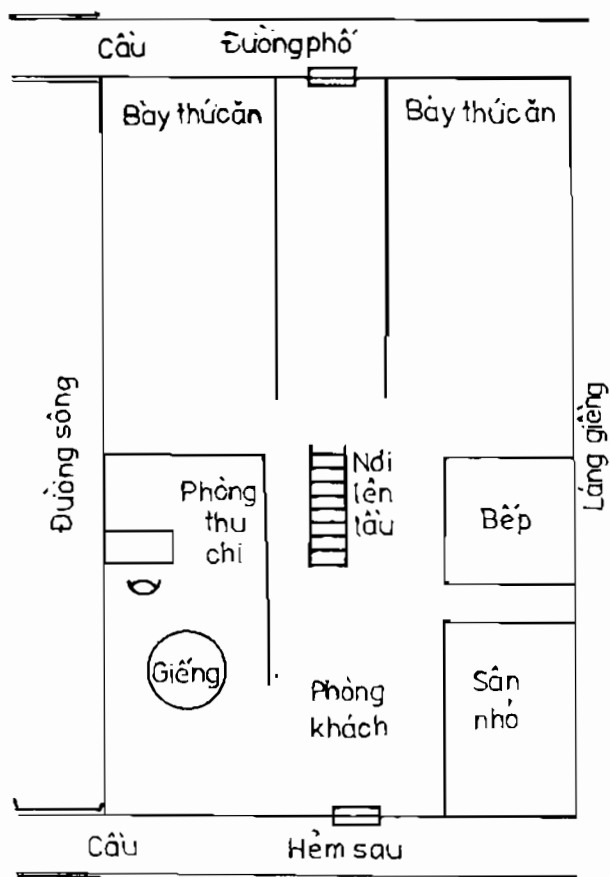 Cầu
Đường phố
Bày thức ăn
Bày thức ăn
Đường sông
Láng giềng
Phòng
thu
chi
Nơi
lên
lầu
Bếp
Giếng
Phòng
khách
Sân
nhỏ
Cầu
Hẻm sau